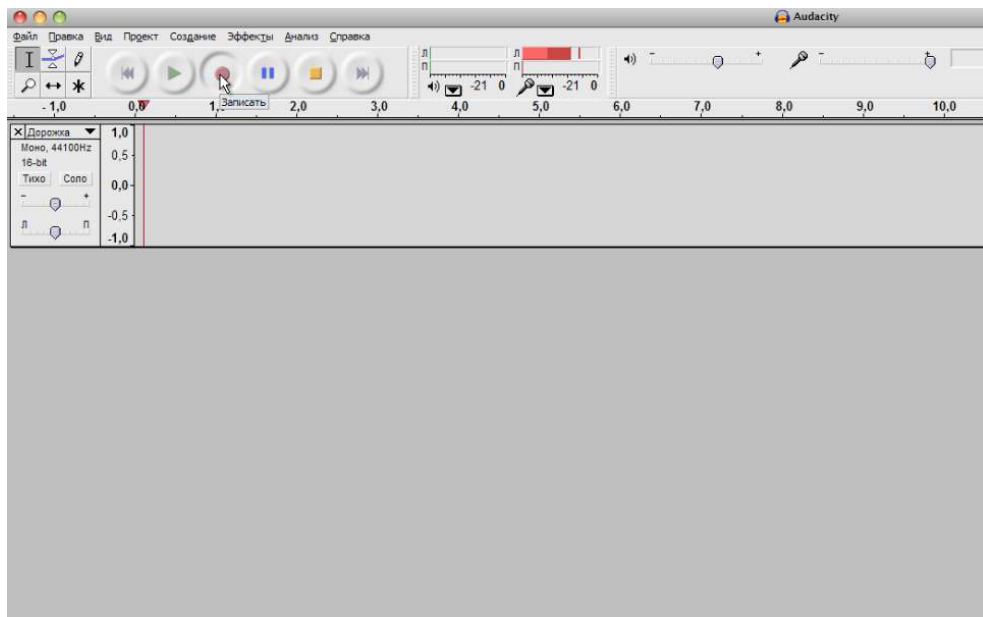 Audacity
Файл Правка Вид Проект Создание Эффекты Анализ Справка
Л Л
П П
- + - +
-21 0 -21 0
Записать
- 1,0 0,0 1, 2,0 3,0 4,0 5,0 6,0 7,0 8,0 9,0 10,0
Дорожка 1,0
Моно, 44100Hz
16-bit 0,5
Тихо Соло 0,0
- +
Л П -0,5
-1,0